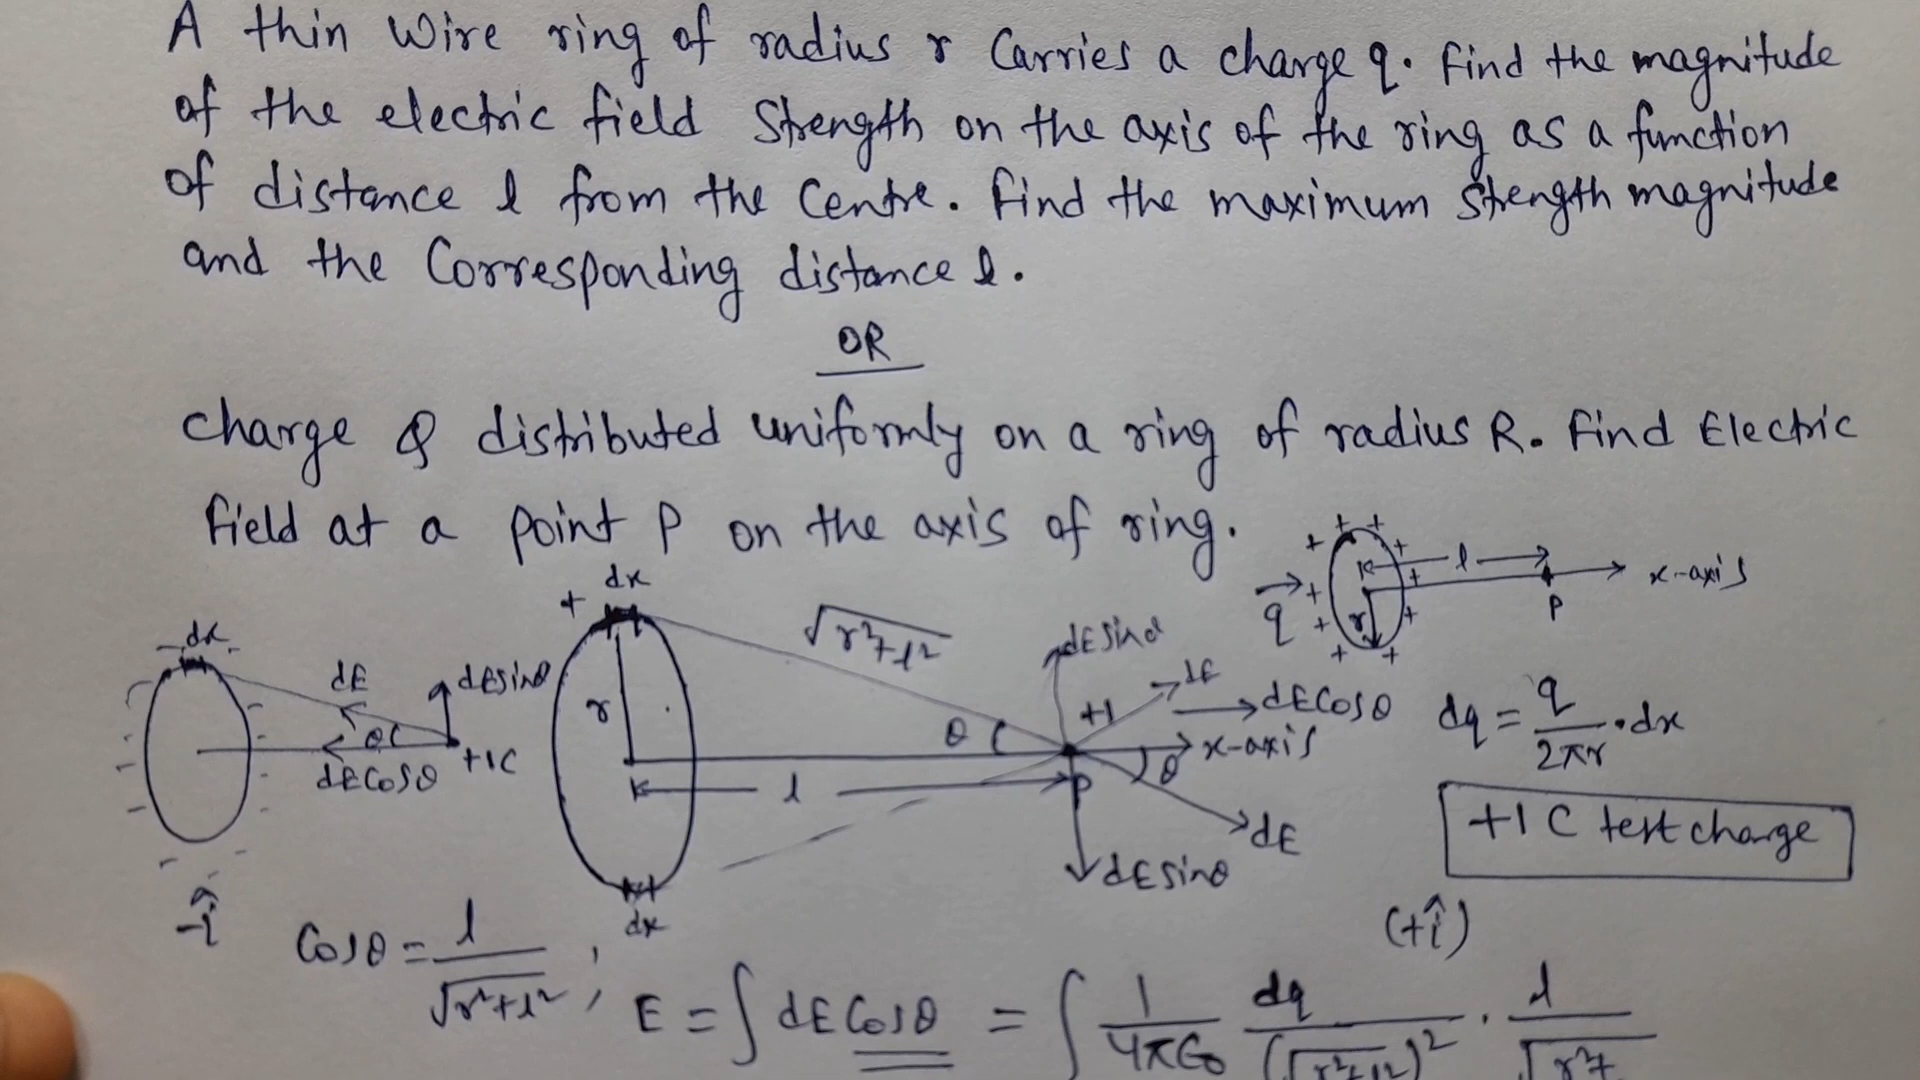 A thin wire ring of radius r Carries a charge q. find the magnitude
of the electric field Strength on the axis of the ring as a function
of distance l from the Centre. find the maximum Strength magnitude
and the Corresponding distance l.
OR
Charge Q distributed uniformly on a ring of radius R. Find Electric
field at a point P on the axis of ring.
+ + + + + + + + + +
q r l P x-axis
dx
+
√r²+l²
r
θ
l
dx
dE sinθ
dE
+1
dE Cosθ
x-axis
P
θ
dE
dE sinθ
dx
dE
dE sinθ
θ
dE Cosθ
+1C
-î
dq = q/2πr · dx
+1 C test charge
(+î)
Cosθ = l/√r²+l² , E = ∫dE Cosθ = ∫ 1/4πϵ₀ dq/(√r²+l²)² · l/√r²+